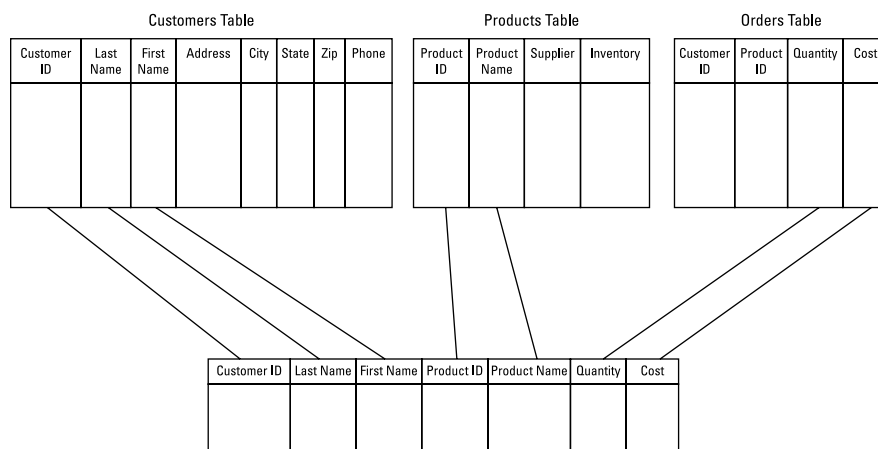 Customers Table
Products Table
Orders Table
Customer ID
Last Name
First Name
Address
City
State
Zip
Phone
Product ID
Product Name
Supplier
Inventory
Customer ID
Product ID
Quantity
Cost
Customer ID
Last Name
First Name
Product ID
Product Name
Quantity
Cost